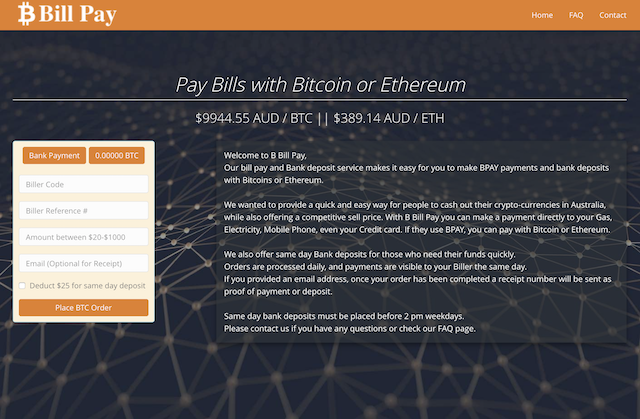 ₿ Bill Pay
Home FAQ Contact
Pay Bills with Bitcoin or Ethereum
$9944.55 AUD / BTC || $389.14 AUD / ETH
Bank Payment 0.00000 BTC
Biller Code
Biller Reference #
Amount between $20-$1000
Email (Optional for Receipt)
Deduct $25 for same day deposit
Place BTC Order
Welcome to B Bill Pay,
Our bill pay and Bank deposit service makes it easy for you to make BPAY payments and bank deposits
with Bitcoins or Ethereum.
We wanted to provide a quick and easy way for people to cash out their crypto-currencies in Australia,
while also offering a competitive sell price. With B Bill Pay you can make a payment directly to your Gas,
Electricity, Mobile Phone, even your Credit card. If they use BPAY, you can pay with Bitcoin or Ethereum.
We also offer same day Bank deposits for those who need their funds quickly.
Orders are processed daily, and payments are visible to your Biller the same day.
If you provided an email address, once your order has been completed a receipt number will be sent as
proof of payment or deposit.
Same day bank deposits must be placed before 2 pm weekdays.
Please contact us if you have any questions or check our FAQ page.